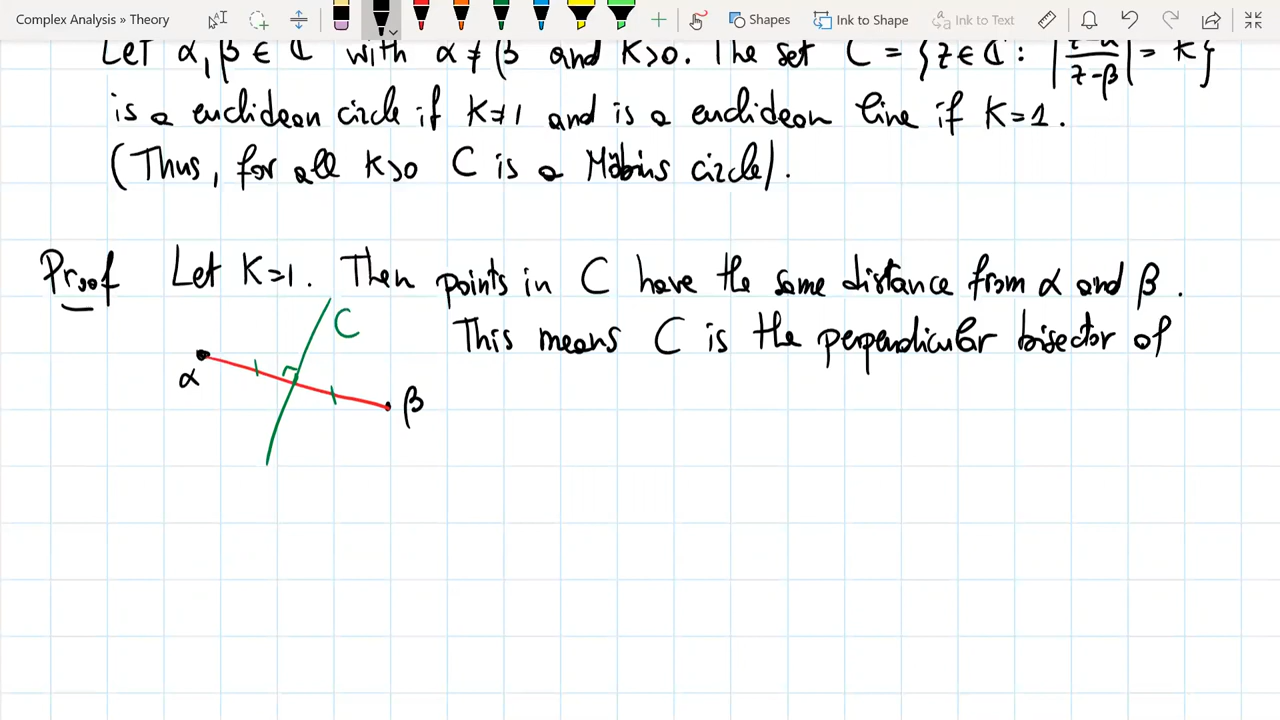 Complex Analysis » Theory
Shapes
Ink to Shape
Ink to Text
Let α, β ∈ ℂ with α ≠ β and K>0. The set C = {z ∈ ℂ : |z-α / z-β| = K}
is a euclidean circle if K≠1 and is a euclidean line if K=1.
(Thus, for all K>0 C is a Möbius circle).
Proof Let K=1. Then points in C have the same distance from α and β.
This means C is the perpendicular bisector of
C
α
β